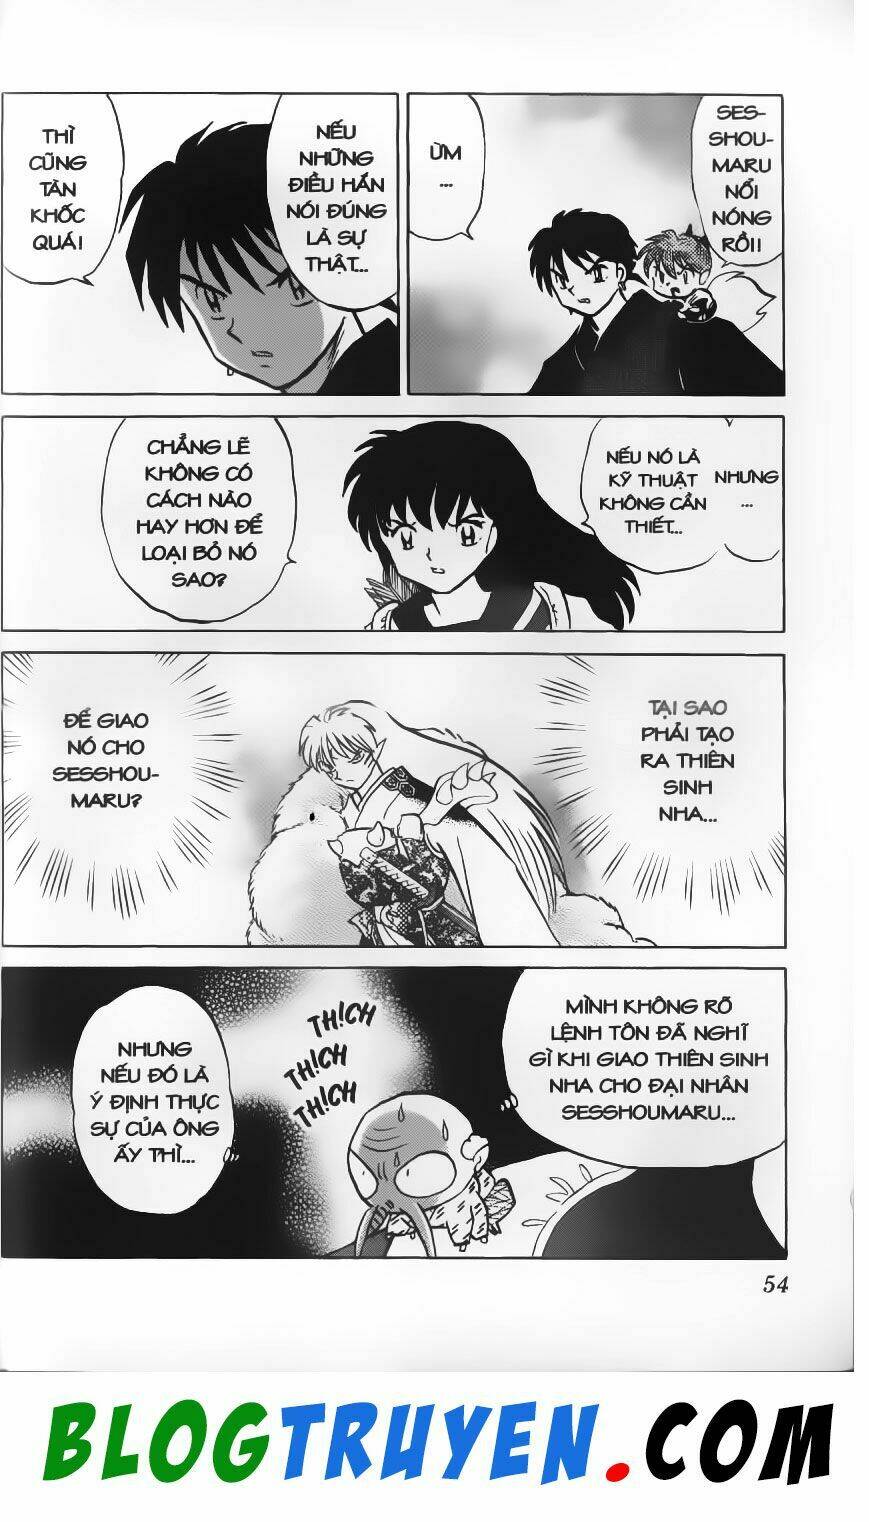 SES-
SHOU-
MARU
NỔI
NÓNG
RỒI!
ỪM
...
NẾU
NHỮNG
ĐIỀU HẮN
NÓI ĐÚNG
LÀ SỰ
THẬT...
THÌ
CŨNG
TÀN
KHỐC
QUÁ!
NHƯNG
...
NẾU NÓ LÀ
KỸ THUẬT
KHÔNG CẦN
THIẾT...
CHẲNG LẼ
KHÔNG CÓ
CÁCH NÀO
HAY HƠN ĐỂ
LOẠI BỎ NÓ
SAO?
TẠI SAO
PHẢI TẠO
RA THIÊN
SINH
NHA...
ĐỂ GIAO
NÓ CHO
SESSHOU-
MARU?
MÌNH KHÔNG RÕ
LỆNH TÔN ĐÃ NGHĨ
GÌ KHI GIAO THIÊN SINH
NHA CHO ĐẠI NHÂN
SESSHOUMARU...
THỊCH
THỊCH
THỊCH
NHƯNG
NẾU ĐÓ LÀ
Ý ĐỊNH THỰC
SỰ CỦA ÔNG
ẤY THÌ...
54
BLOGTRUYEN.COM